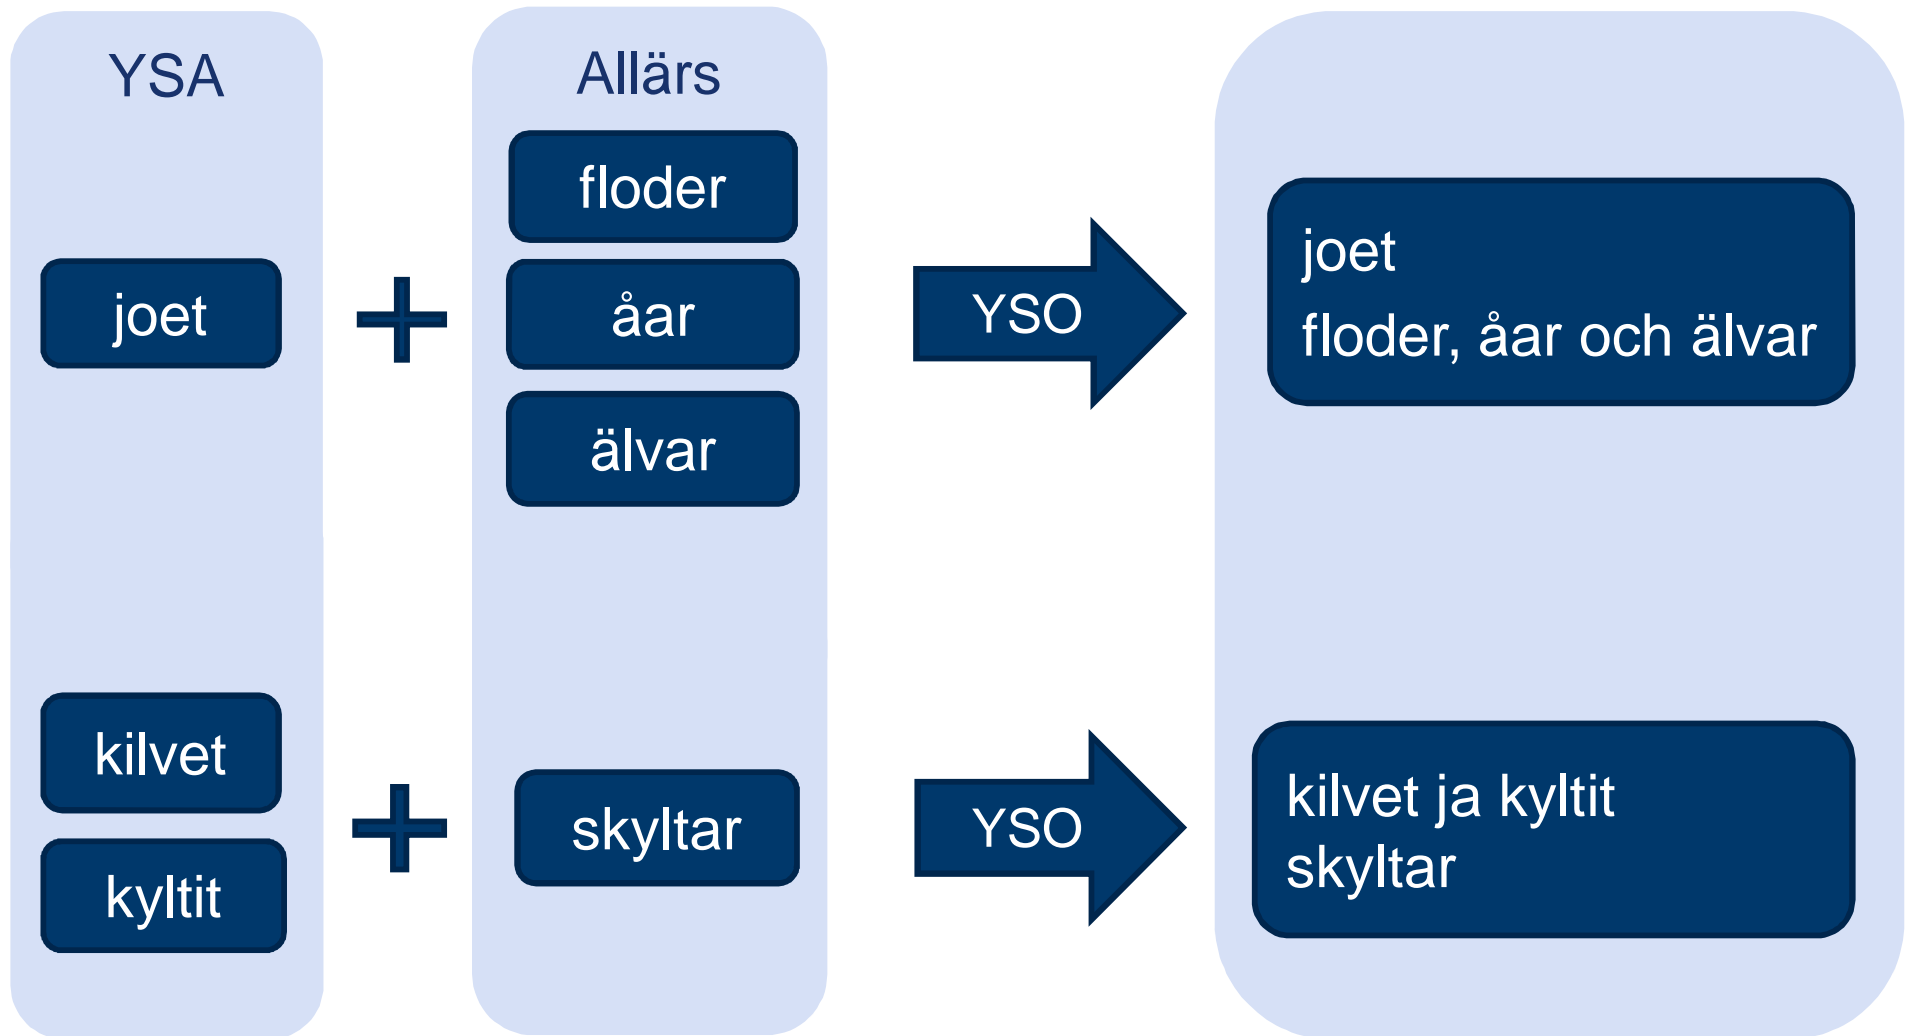 YSA
Allärs
floder
joet
åar
älvar
YSO
joet
floder, åar och älvar
kilvet
kyltit
skyltar
YSO
kilvet ja kyltit
skyltar